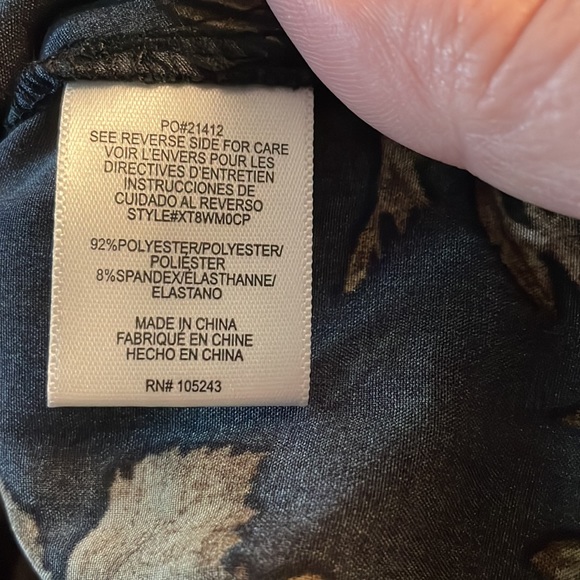 PO#21412
SEE REVERSE SIDE FOR CARE
VOIR L'ENVERS POUR LES
DIRECTIVES D'ENTRETIEN
INSTRUCCIONES DE
CUIDADO AL REVERSO
STYLE#XT8WM0CP
92%POLYESTER/POLYESTER/
POLIÉSTER
8%SPANDEX/ÉLASTHANNE/
ELASTANO
MADE IN CHINA
FABRIQUÉ EN CHINE
HECHO EN CHINA
RN# 105243